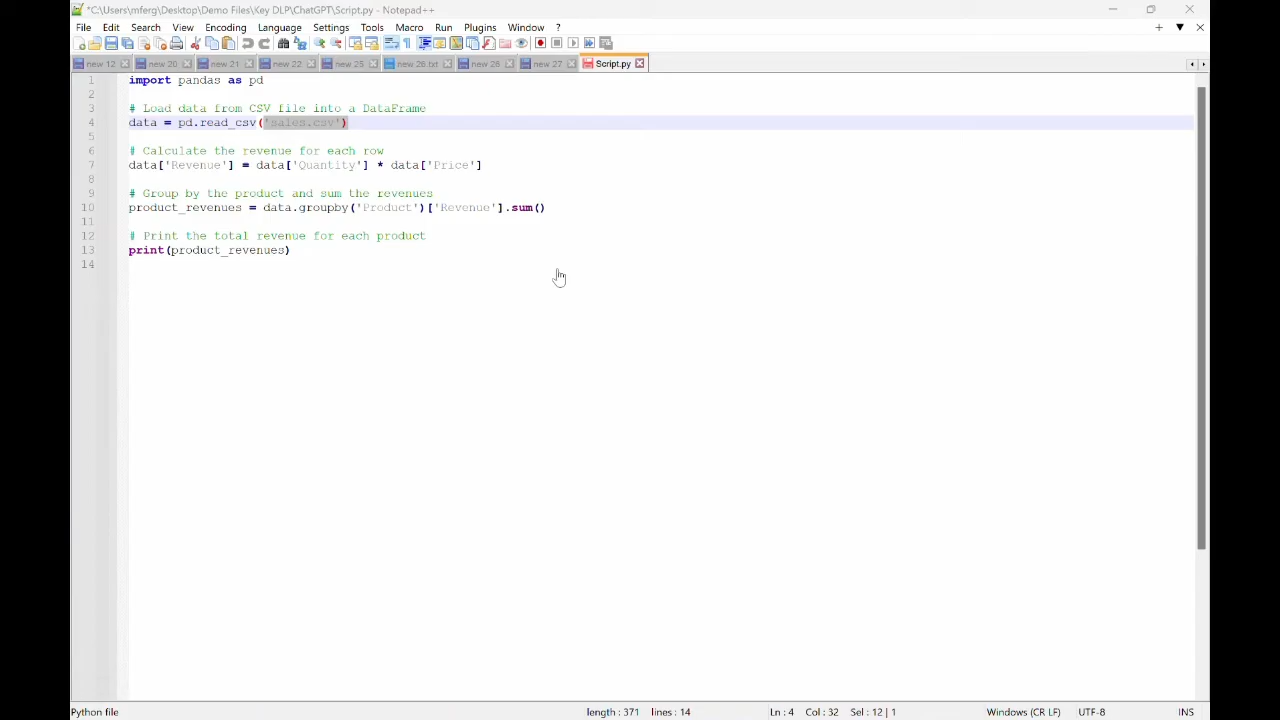 *C:\Users\mferg\Desktop\Demo Files\Key DLP\ChatGPT\Script.py - Notepad++
File Edit Search View Encoding Language Settings Tools Macro Run Plugins Window ?
new 12 new 20 new 21 new 22 new 25 new 28.txt new 26 new 27 Script.py
1 import pandas as pd
2
3 # Load data from CSV file into a DataFrame
4 data = pd.read_csv('sales.csv')
5
6 # Calculate the revenue for each row
7 data['Revenue'] = data['Quantity'] * data['Price']
8
9 # Group by the product and sum the revenues
10 product_revenues = data.groupby('Product')['Revenue'].sum()
11
12 # Print the total revenue for each product
13 print(product_revenues)
14
Python file length : 371 lines : 14 Ln : 4 Col : 32 Sel : 12 | 1 Windows (CR LF) UTF-8 INS